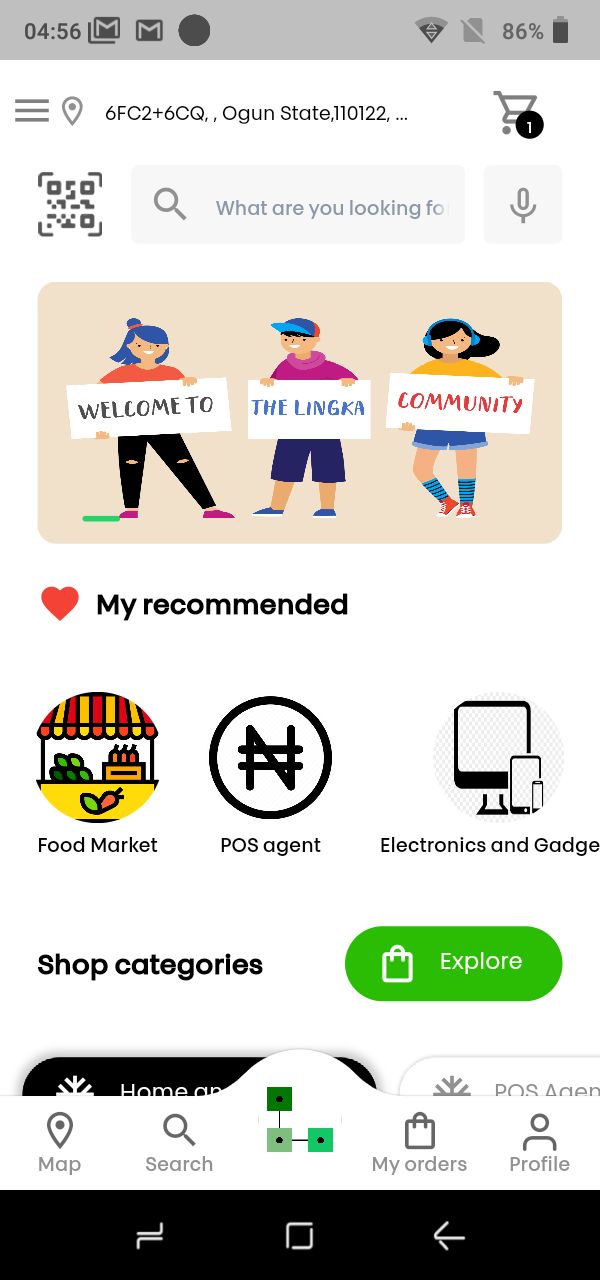 04:56
86%
6FC2+6CQ, , Ogun State,110122, ...
1
What are you looking fo
WELCOME TO
THE LINGKA
COMMUNITY
My recommended
Food Market
POS agent
Electronics and Gadge
Shop categories
Explore
Home an
POS Agen
Map
Search
My orders
Profile